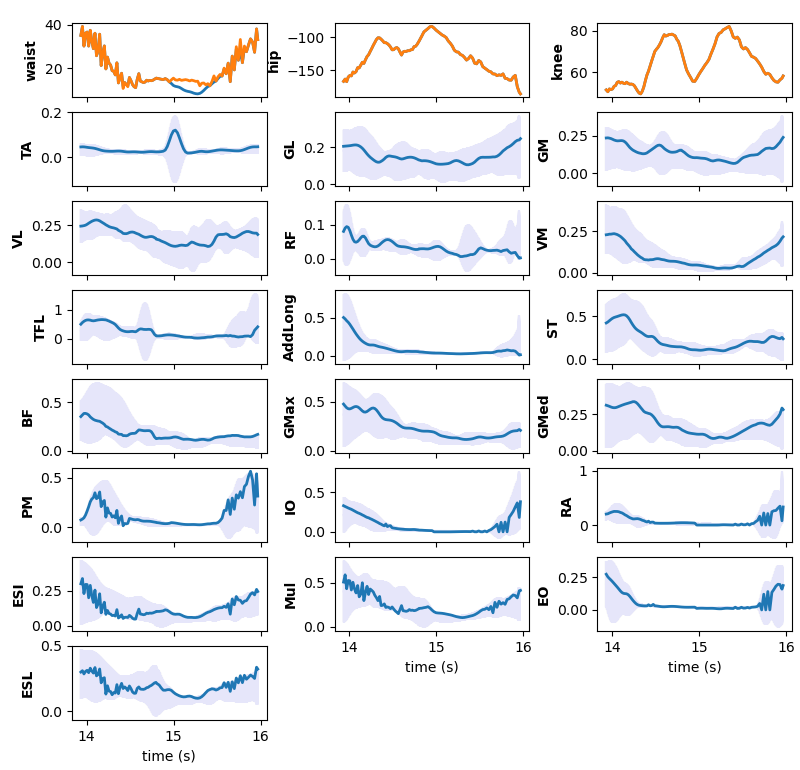 waist 40 20
hip −100 −150
knee 80 60
TA 0.2 0.0
GL 0.2 0.0
GM 0.25 0.00
VL 0.25 0.00
RF 0.1 0.0
VM 0.25 0.00
TFL 1 0
AddLong 0.5 0.0
ST 0.5 0.0
BF 0.5 0.0
GMax 0.5 0.0
GMed 0.25 0.00
PM 0.5 0.0
IO 0.5 0.0
RA 1 0
ESI 0.25 0.00
Mul 0.5 0.0
EO 0.25 0.00
14 15 16
time (s)
14 15 16
time (s)
ESL 0.5 0.0
14 15 16
time (s)